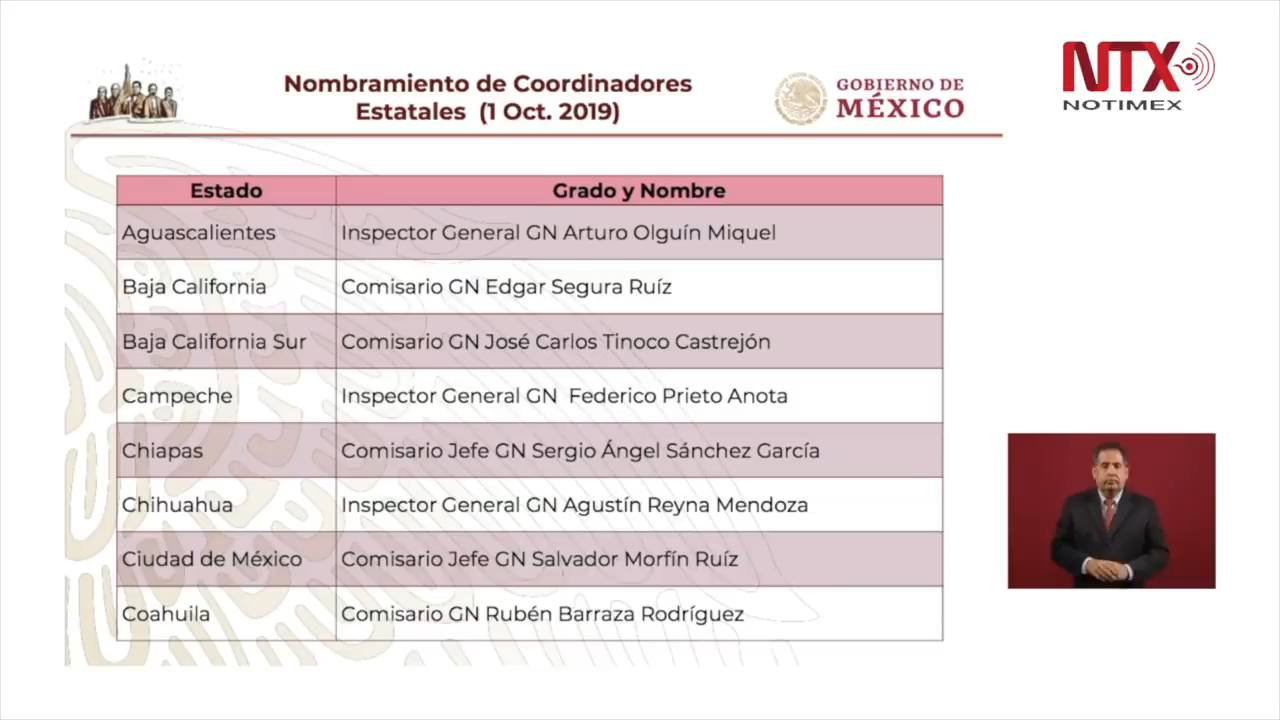 Nombramiento de Coordinadores
Estatales (1 Oct. 2019)
GOBIERNO DE
MÉXICO
NTX
NOTIMEX
Estado Grado y Nombre
Aguascalientes Inspector General GN Arturo Olguín Miquel
Baja California Comisario GN Edgar Segura Ruíz
Baja California Sur Comisario GN José Carlos Tinoco Castrejón
Campeche Inspector General GN Federico Prieto Anota
Chiapas Comisario Jefe GN Sergio Ángel Sánchez García
Chihuahua Inspector General GN Agustín Reyna Mendoza
Ciudad de México Comisario Jefe GN Salvador Morfín Ruíz
Coahuila Comisario GN Rubén Barraza Rodríguez